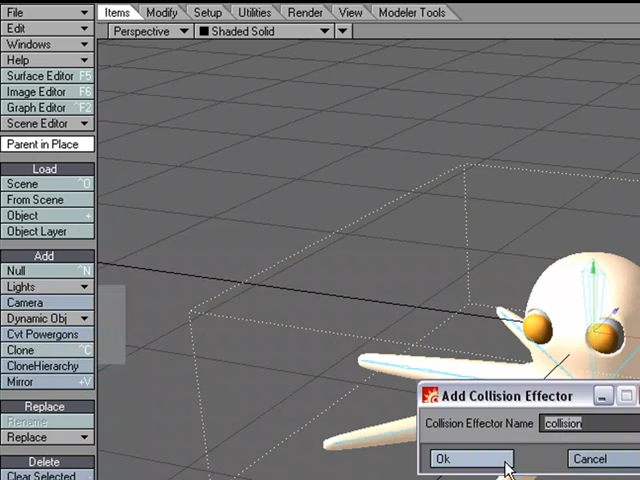 File
Edit
Windows
Help
Surface Editor F5
Image Editor F6
Graph Editor ^F2
Scene Editor
Parent in Place
Load
Scene ^O
From Scene
Object +
Object Layer
Add
Null ^N
Lights
Camera
Dynamic Obj
Cvt Powergons
Clone ^C
CloneHierarchy
Mirror +V
Replace
Rename
Replace
Delete
Clear Selected
Items Modify Setup Utilities Render View Modeler Tools
Perspective Shaded Solid
Add Collision Effector
Collision Effector Name collision
Ok Cancel